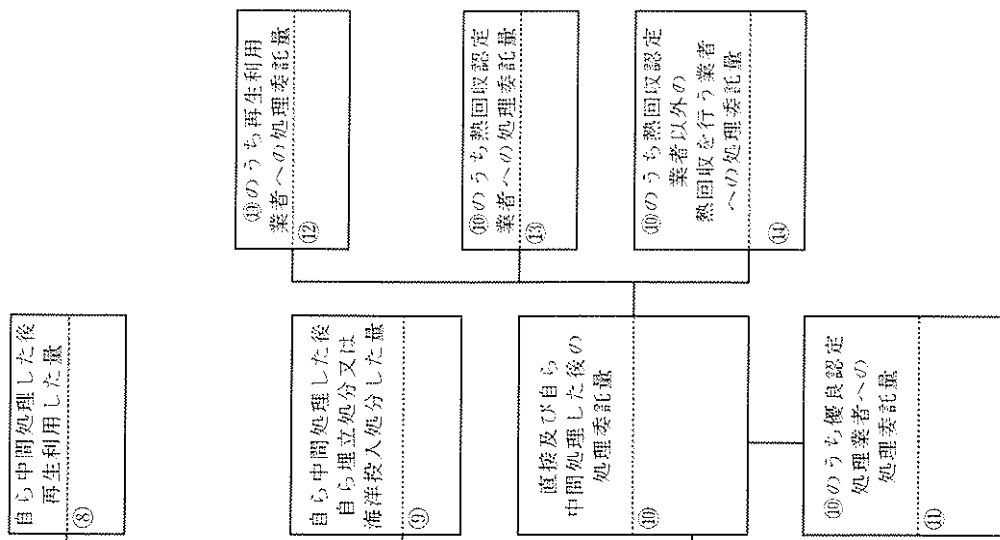 自ら中間処理した後
再生利用した量
⑧
自ら中間処理した後
自ら埋立処分又は
海洋投入処分した量
⑨
直接及び自ら
中間処理した後の
処理委託量
⑩
⑩のうち優良認定
処理業者への
処理委託量
⑪
⑩のうち再生利用
業者への処理委託量
⑫
⑩のうち熱回収認定
業者への処理委託量
⑬
⑩のうち熱回収認定
業者以外の
熱回収を行う業者
への処理委託量
⑭